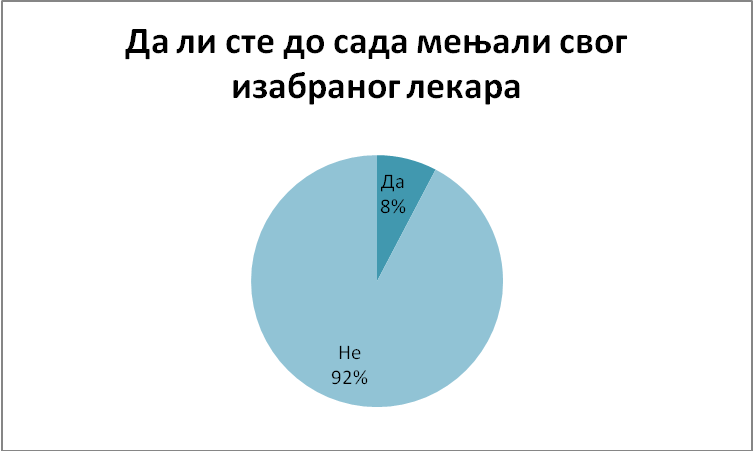 Да ли сте до сада мењали свог
изабраног лекара
Да
8%
Не
92%